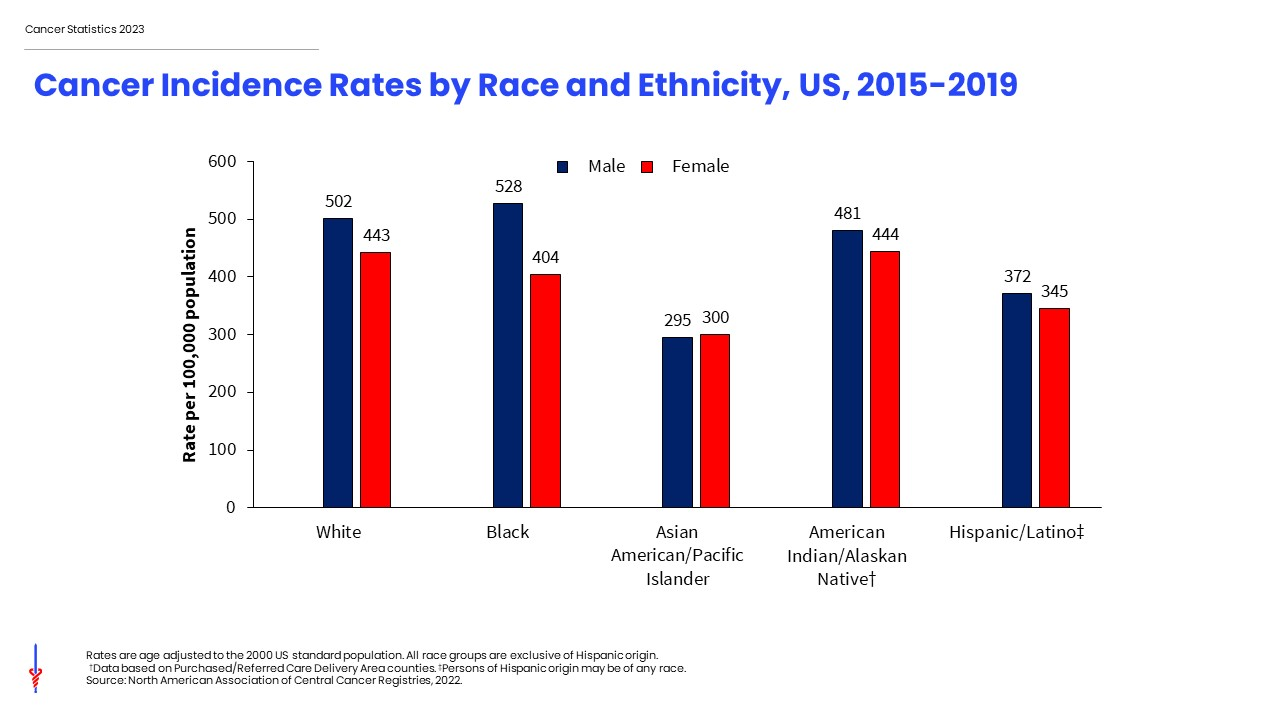 Cancer Statistics 2023
Cancer Incidence Rates by Race and Ethnicity, US, 2015-2019
Male Female
Rate per 100,000 population
600
500
400
300
200
100
0
502
443
528
404
295
300
481
444
372
345
White
Black
Asian
American/Pacific
Islander
American
Indian/Alaskan
Native†
Hispanic/Latino‡
Rates are age adjusted to the 2000 US standard population. All race groups are exclusive of Hispanic origin.
†Data based on Purchased/Referred Care Delivery Area counties. ‡Persons of Hispanic origin may be of any race.
Source: North American Association of Central Cancer Registries, 2022.